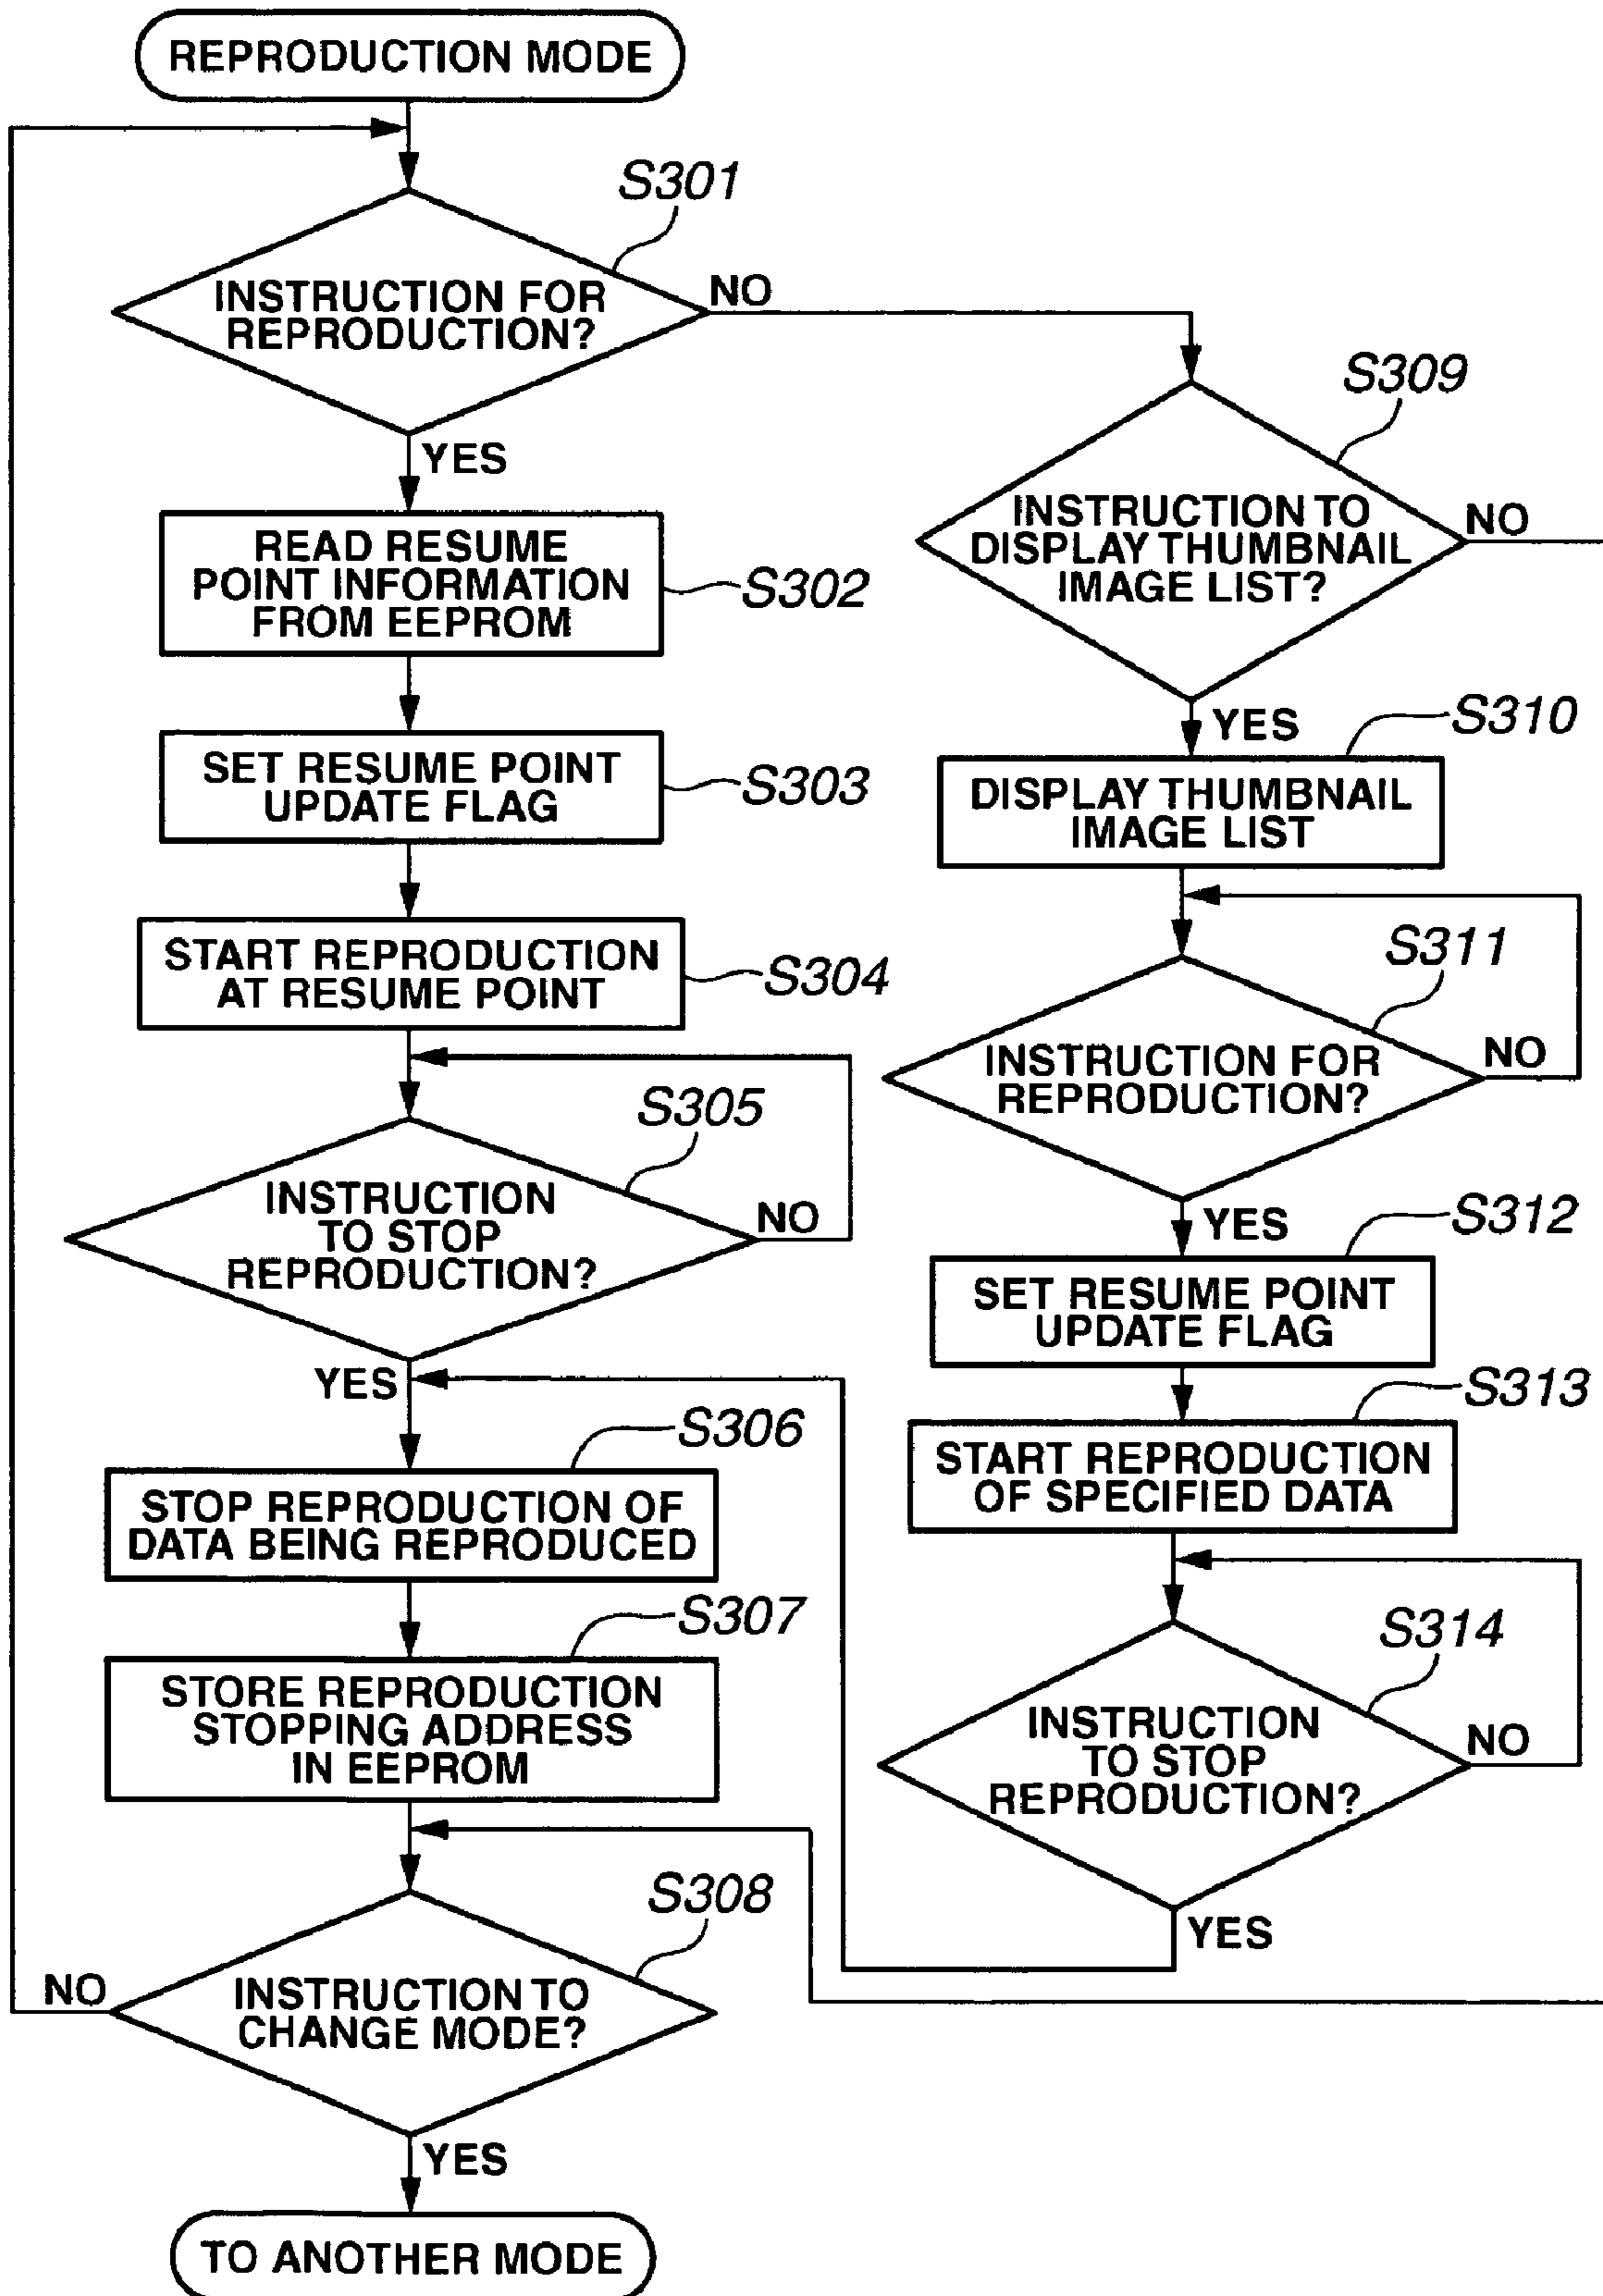 REPRODUCTION MODE
S301
INSTRUCTION FOR
REPRODUCTION?
NO
YES
READ RESUME
POINT INFORMATION
FROM EEPROM
S302
SET RESUME POINT
UPDATE FLAG
S303
START REPRODUCTION
AT RESUME POINT
S304
S305
INSTRUCTION
TO STOP
REPRODUCTION?
NO
YES
S306
STOP REPRODUCTION OF
DATA BEING REPRODUCED
S307
STORE REPRODUCTION
STOPPING ADDRESS
IN EEPROM
S308
INSTRUCTION TO
CHANGE MODE?
NO
YES
TO ANOTHER MODE
S309
INSTRUCTION TO
DISPLAY THUMBNAIL
IMAGE LIST?
NO
YES
S310
DISPLAY THUMBNAIL
IMAGE LIST
S311
INSTRUCTION FOR
REPRODUCTION?
NO
YES
S312
SET RESUME POINT
UPDATE FLAG
S313
START REPRODUCTION
OF SPECIFIED DATA
S314
INSTRUCTION
TO STOP
REPRODUCTION?
NO
YES